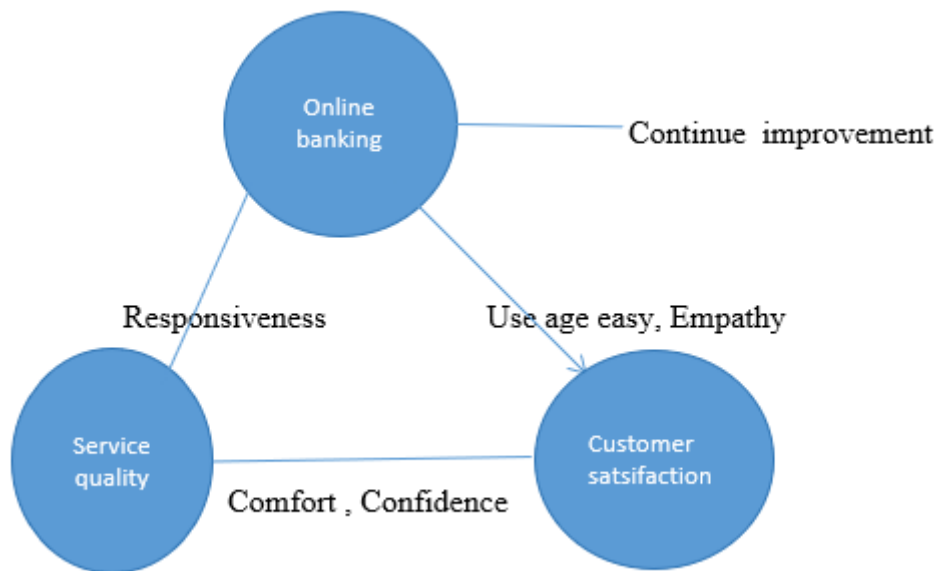 Online
banking
Continue improvement
Responsiveness
Use age easy, Empathy
Service
quality
Customer
satsifaction
Comfort , Confidence